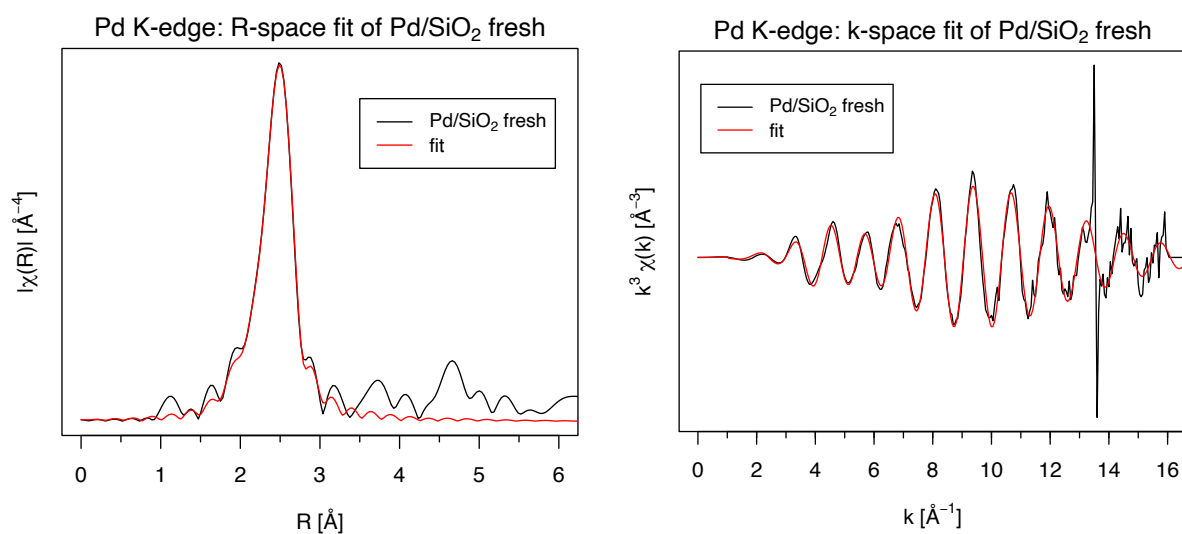 Pd K-edge: R-space fit of Pd/SiO₂ fresh
|χ(R)| [Å⁻⁴]
Pd/SiO₂ fresh
fit
0 1 2 3 4 5 6
R [Å]
Pd K-edge: k-space fit of Pd/SiO₂ fresh
k³ χ(k) [Å⁻³]
Pd/SiO₂ fresh
fit
0 2 4 6 8 10 12 14 16
k [Å⁻¹]